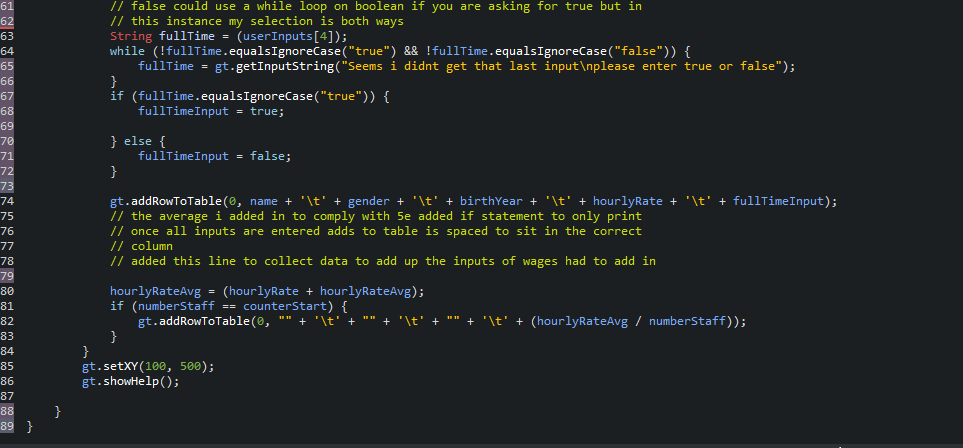 61 // false could use a while loop on boolean if you are asking for true but in
62 // this instance my selection is both ways
63 String fullTime = (userInputs[4]);
64 while (!fullTime.equalsIgnoreCase("true") && !fullTime.equalsIgnoreCase("false")) {
65 fullTime = gt.getInputString("Seems i didnt get that last input\nplease enter true or false");
66 }
67 if (fullTime.equalsIgnoreCase("true")) {
68 fullTimeInput = true;
69
70 } else {
71 fullTimeInput = false;
72 }
73
74 gt.addRowToTable(0, name + '\t' + gender + '\t' + birthYear + '\t' + hourlyRate + '\t' + fullTimeInput);
75 // the average i added in to comply with 5e added if statement to only print
76 // once all inputs are entered adds to table is spaced to sit in the correct
77 // column
78 // added this line to collect data to add up the inputs of wages had to add in
79
80 hourlyRateAvg = (hourlyRate + hourlyRateAvg);
81 if (numberStaff == counterStart) {
82 gt.addRowToTable(0, "" + '\t' + "" + '\t' + "" + '\t' + (hourlyRateAvg / numberStaff));
83 }
84 }
85 gt.setXY(100, 500);
86 gt.showHelp();
87
88 }
89 }